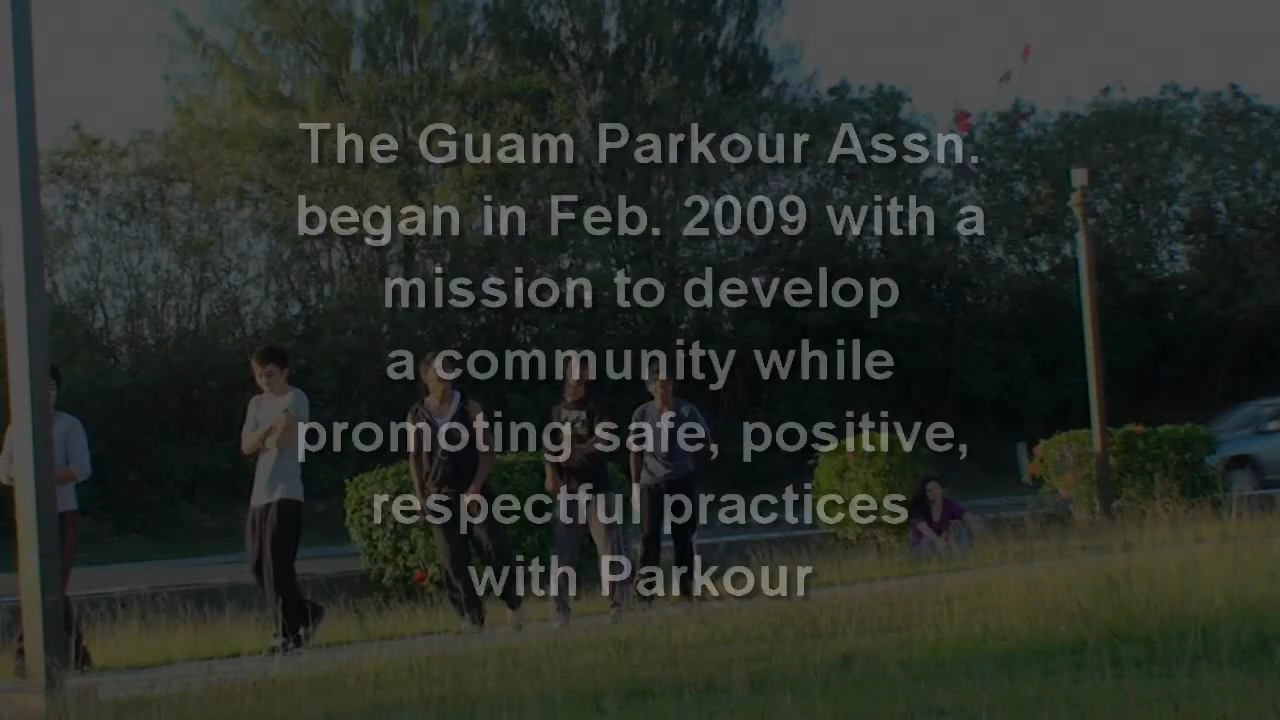 The Guam Parkour Assn.
began in Feb. 2009 with a
mission to develop
a community while
promoting safe, positive,
respectful practices
with Parkour